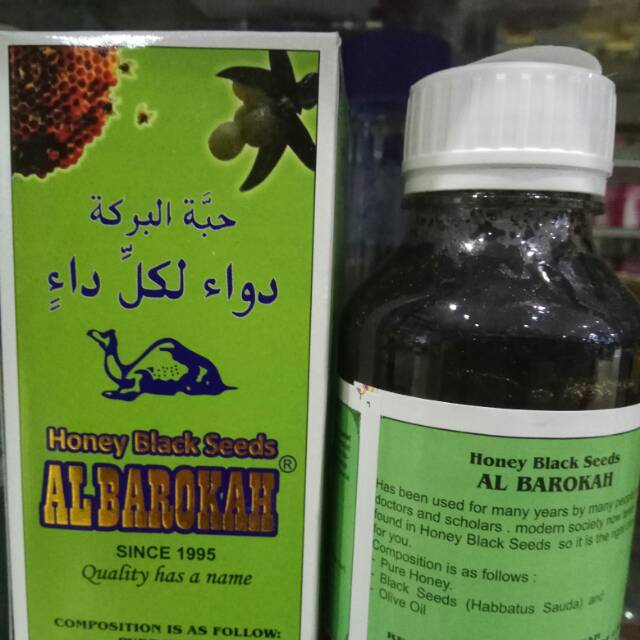 حبَّة البركة
دواء لكلِّ داءٍ
Honey Black Seeds
AL BAROKAH®
SINCE 1995
Quality has a name
COMPOSITION IS AS FOLLOW:
Honey Black Seeds
AL BAROKAH
Has been used for many years by many
doctors and scholars . modern society now
found in Honey Black Seeds so it is the right
for you.
Composition is as follows :
- Pure Honey.
- Black Seeds (Habbatus Sauda) and
- Olive Oil